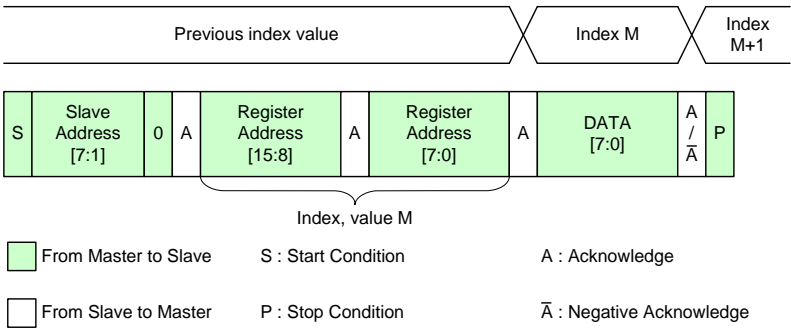 Previous index value
Index M
Index
M+1
S
Slave
Address
[7:1]
0
A
Register
Address
[15:8]
A
Register
Address
[7:0]
A
DATA
[7:0]
A
/
A̅
P
Index, value M
From Master to Slave
S : Start Condition
A : Acknowledge
From Slave to Master
P : Stop Condition
A̅ : Negative Acknowledge